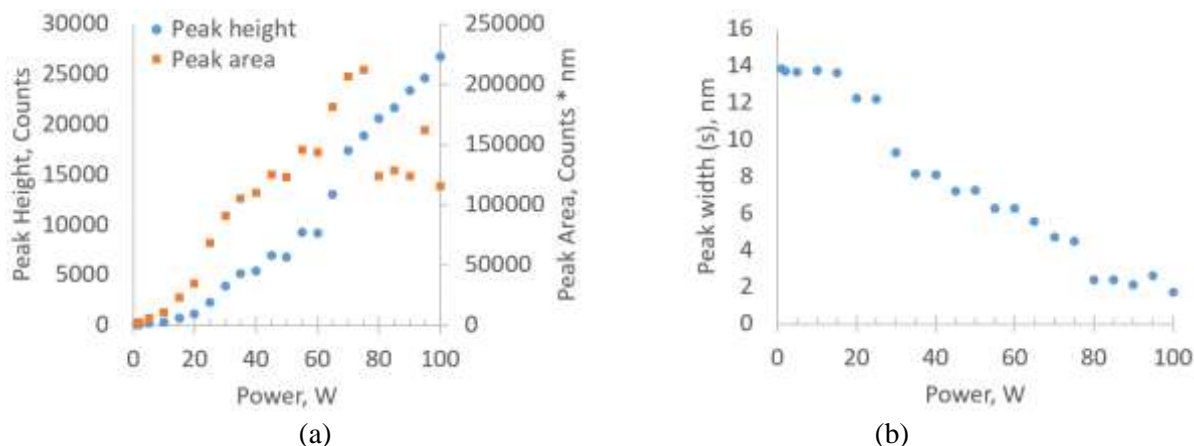 Peak height
Peak area
30000
25000
20000
15000
10000
5000
0
Peak Height, Counts
250000
200000
150000
100000
50000
0
Peak Area, Counts * nm
0 20 40 60 80 100
Power, W
(a)
16
14
12
10
8
6
4
2
0
Peak width (s), nm
0 20 40 60 80 100
Power, W
(b)